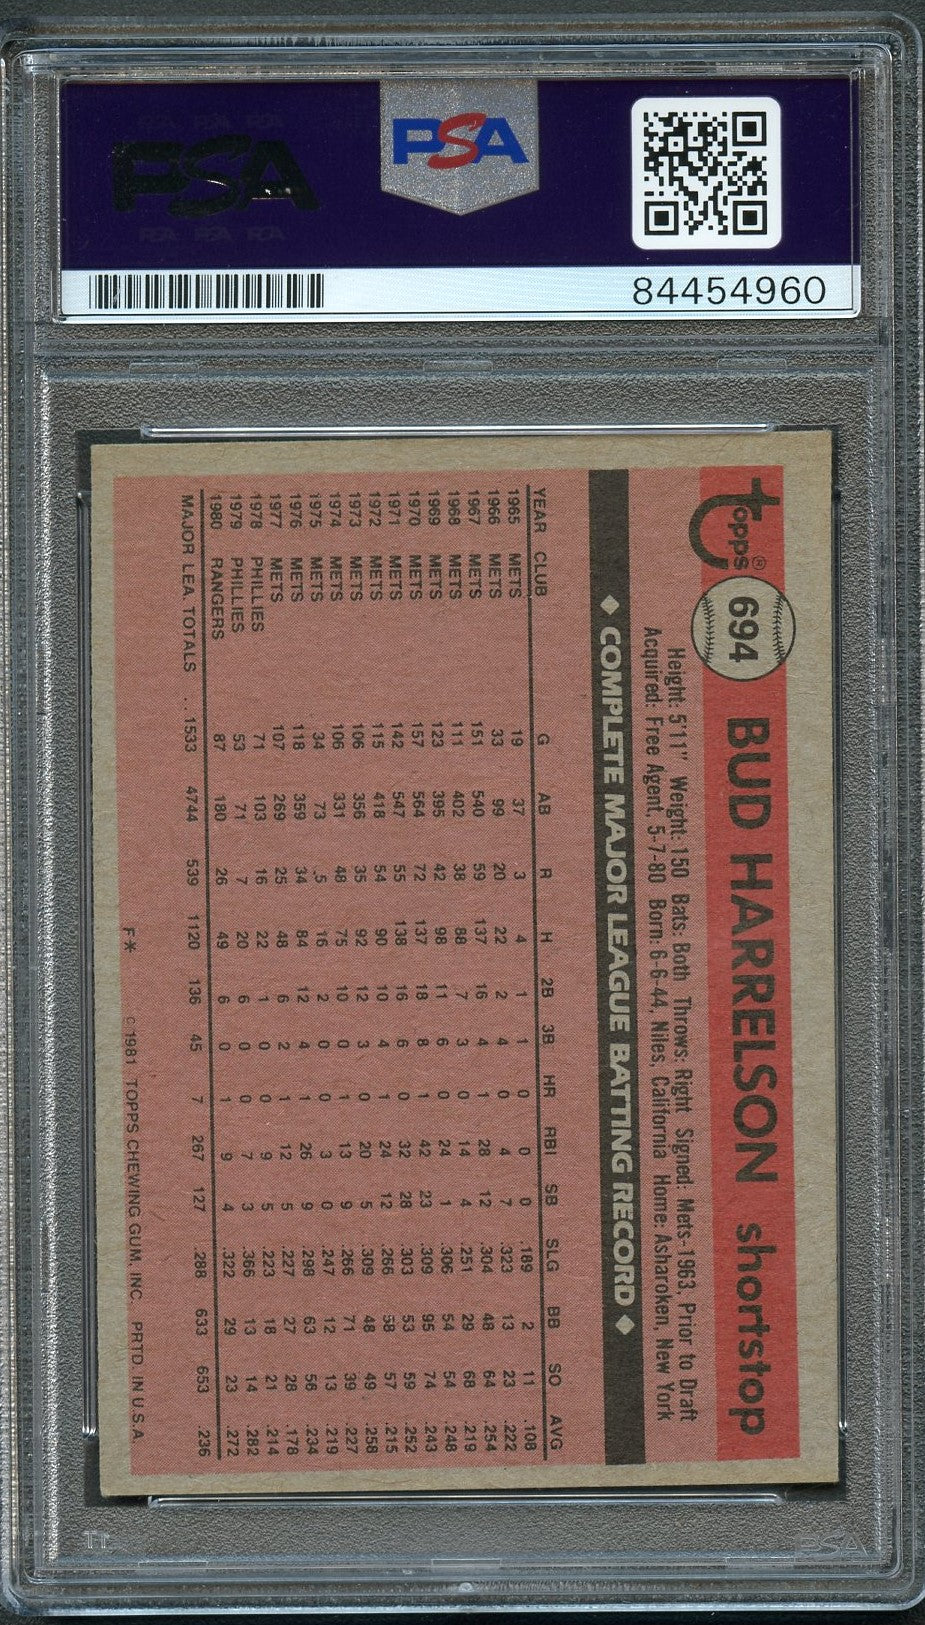 PSA
PSA
84454960
topps® 694 BUD HARRELSON shortstop
Height: 5'11" Weight: 150 Bats: Both Throws: Right Signed: Mets-1963, Prior to Draft
Acquired: Free Agent, 5-7-80 Born: 6-6-44, Niles, California Home: Asharoken, New York
◆ COMPLETE MAJOR LEAGUE BATTING RECORD ◆
YEAR CLUB G AB R H 2B 3B HR RBI SB SLG BB SO AVG
1965 METS 19 37 3 4 1 1 0 0 0 .189 2 11 .108
1966 METS 33 99 20 22 2 4 0 4 7 .323 13 23 .222
1967 METS 151 540 59 137 16 4 1 28 12 .304 48 64 .254
1968 METS 111 402 38 88 7 3 0 14 4 .251 29 68 .219
1969 METS 123 395 42 98 11 6 0 24 1 .306 54 54 .248
1970 METS 157 564 72 137 18 8 1 42 23 .309 95 74 .243
1971 METS 142 547 55 138 16 6 0 32 28 .303 53 59 .252
1972 METS 115 418 54 90 10 4 1 24 12 .266 58 57 .215
1973 METS 106 356 35 92 12 3 0 20 5 .309 48 49 .258
1974 METS 106 331 48 75 10 0 1 13 9 .266 71 39 .227
1975 METS 34 73 5 16 2 0 0 3 0 .247 12 13 .219
1976 METS 118 359 34 84 12 4 1 26 9 .298 63 56 .234
1977 METS 107 269 25 48 6 2 1 12 5 .227 27 28 .178
1978 PHILLIES 71 103 16 22 1 0 0 9 5 .223 18 21 .214
1979 PHILLIES 53 71 7 20 6 0 0 7 3 .366 13 14 .282
1980 RANGERS 87 180 26 49 6 0 1 9 4 .322 29 23 .272
MAJOR LEA. TOTALS .. 1533 4744 539 1120 136 45 7 267 127 .288 633 653 .236
F* © 1981 TOPPS CHEWING GUM, INC. PRTD. IN U.S.A.
PSA